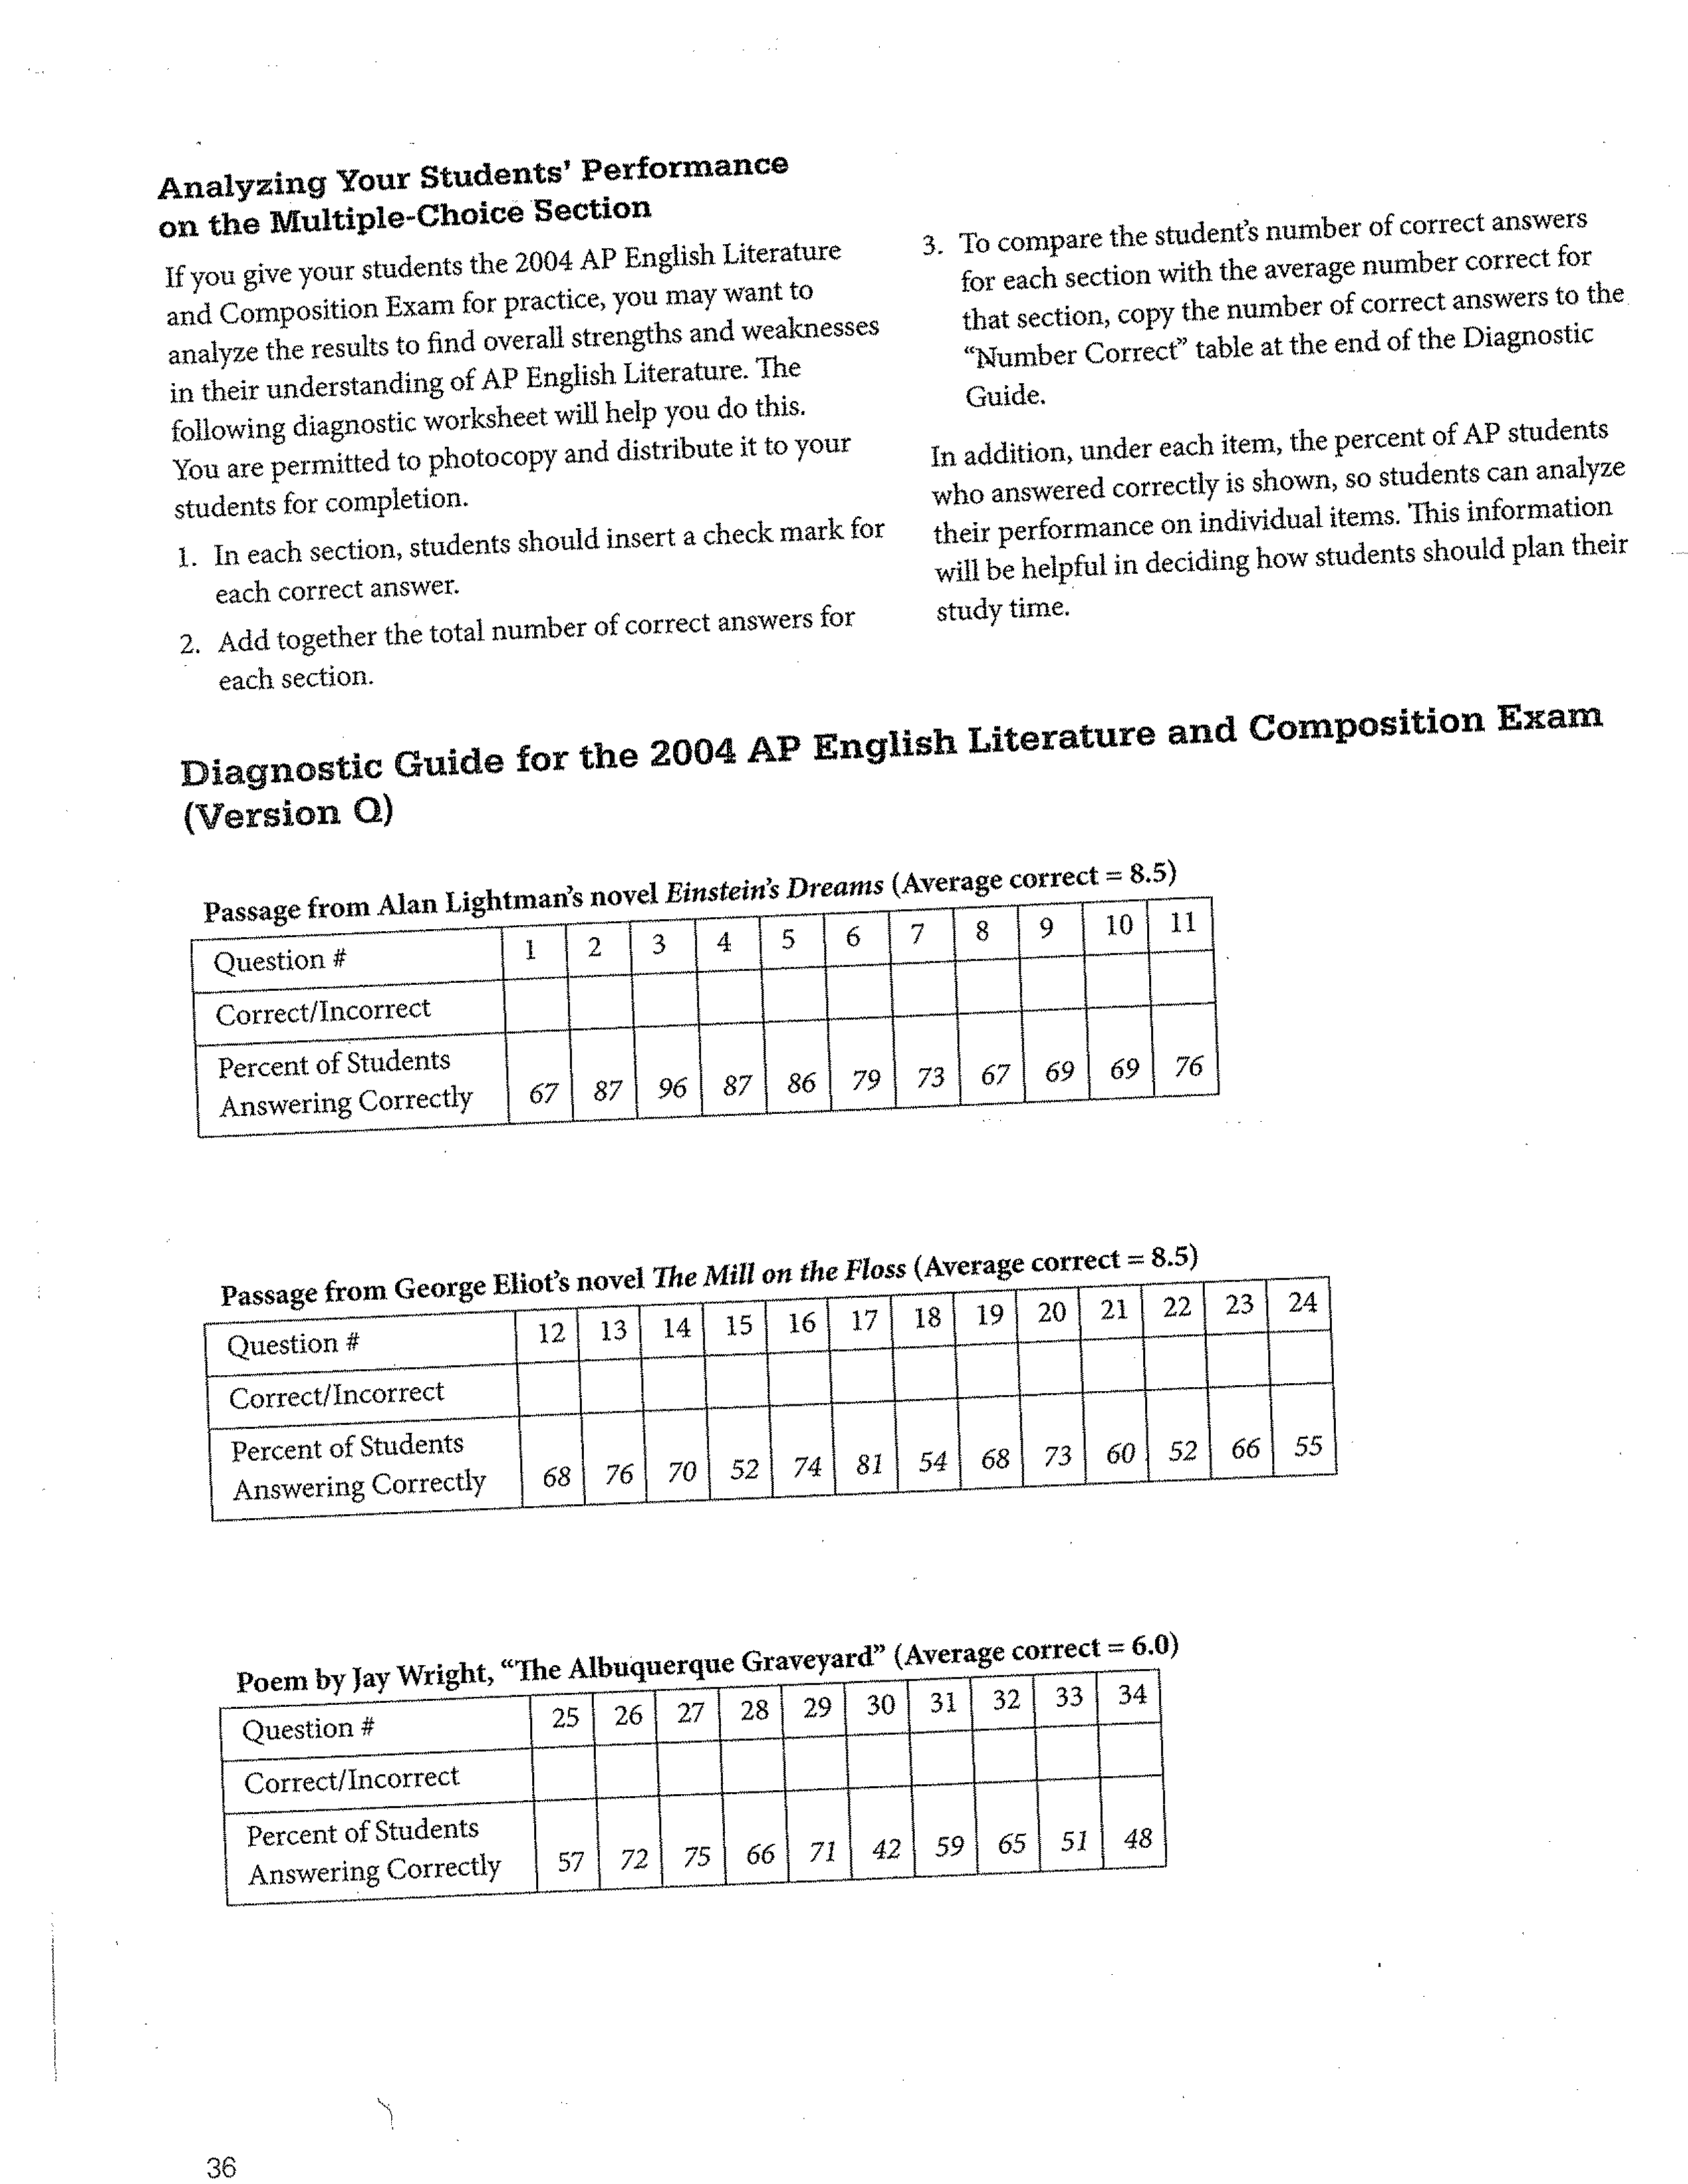 Analyzing Your Students' Performance
on the Multiple-Choice Section
If you give your students the 2004 AP English Literature
and Composition Exam for practice, you may want to
analyze the results to find overall strengths and weaknesses
in their understanding of AP English Literature. The
following diagnostic worksheet will help you do this.
You are permitted to photocopy and distribute it to your
students for completion.
1. In each section, students should insert a check mark for
each correct answer.
2. Add together the total number of correct answers for
each section.
3. To compare the student's number of correct answers
for each section with the average number correct for
that section, copy the number of correct answers to the
“Number Correct” table at the end of the Diagnostic
Guide.
In addition, under each item, the percent of AP students
who answered correctly is shown, so students can analyze
their performance on individual items. This information
will be helpful in deciding how students should plan their
study time.
Diagnostic Guide for the 2004 AP English Literature and Composition Exam
(Version Q)
Passage from Alan Lightman's novel Einstein's Dreams (Average correct = 8.5)
Question # 1 2 3 4 5 6 7 8 9 10 11
Correct/Incorrect
Percent of Students
Answering Correctly 67 87 96 87 86 79 73 67 69 69 76
Passage from George Eliot's novel The Mill on the Floss (Average correct = 8.5)
Question # 12 13 14 15 16 17 18 19 20 21 22 23 24
Correct/Incorrect
Percent of Students
Answering Correctly 68 76 70 52 74 81 54 68 73 60 52 66 55
Poem by Jay Wright, “The Albuquerque Graveyard” (Average correct = 6.0)
Question # 25 26 27 28 29 30 31 32 33 34
Correct/Incorrect
Percent of Students
Answering Correctly 57 72 75 66 71 42 59 65 51 48
36